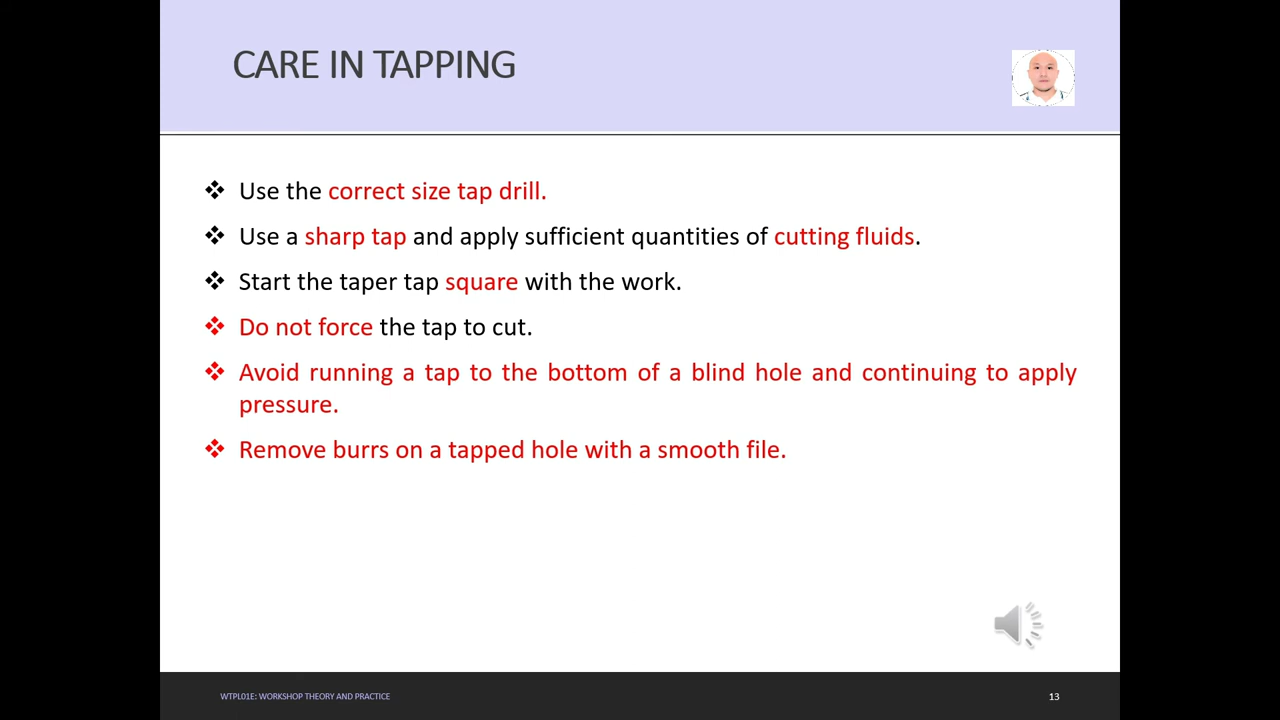 CARE IN TAPPING
❖ Use the correct size tap drill.
❖ Use a sharp tap and apply sufficient quantities of cutting fluids.
❖ Start the taper tap square with the work.
❖ Do not force the tap to cut.
❖ Avoid running a tap to the bottom of a blind hole and continuing to apply
pressure.
❖ Remove burrs on a tapped hole with a smooth file.
WTPL01E: WORKSHOP THEORY AND PRACTICE
13